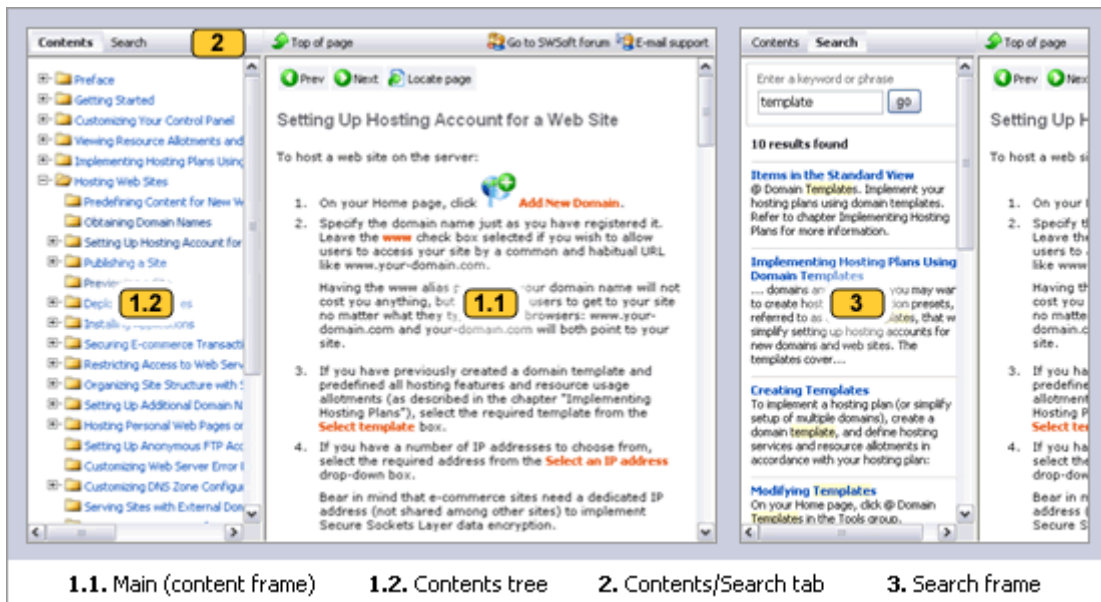 Contents Search 2
Preface
Getting Started
Customizing Your Control Panel
Viewing Resource Allotments and
Implementing Hosting Plans Using
Hosting Web Sites
Predefining Content for New W
Obtaining Domain Names
Setting Up Hosting Account for
Publishing a Site
1.2
Securing E-commerce Transacti
Restricting Access to Web Serv
Organizing Site Structure with S
Setting Up Additional Domain N
Hosting Personal Web Pages or
Setting Up Anonymous FTP Acc
Customizing Web Server Error
Customizing DNS Zone Configur
Serving Sites with External Dom
Top of page Go to SWSoft forum E-mail support
Prev Next Locate page
Setting Up Hosting Account for a Web Site
To host a web site on the server:
1. On your Home page, click Add New Domain.
2. Specify the domain name just as you have registered it.
Leave the www check box selected if you wish to allow
users to access your site by a common and habitual URL
like www.your-domain.com.
Having the www alias our domain name will not
cost you anything, but users to get to your site
no matter what they browsers: www.your-
domain.com and your-domain.com will both point to your
site.
1.1
3. If you have previously created a domain template and
predefined all hosting features and resource usage
allotments (as described in the chapter "Implementing
Hosting Plans"), select the required template from the
Select template box.
4. If you have a number of IP addresses to choose from,
select the required address from the Select an IP address
drop-down box.
Bear in mind that e-commerce sites need a dedicated IP
address (not shared among other sites) to implement
Secure Sockets Layer data encryption.
Contents Search
Enter a keyword or phrase
template go
10 results found
Items in the Standard View
@ Domain Templates. Implement your
hosting plans using domain templates.
Refer to chapter Implementing Hosting
Plans for more information.
Implementing Hosting Plans Using
Domain Templates
.... domains you may wan
to create host on presets,
referred to as that w
simplify setting up hosting accounts for
new domains and web sites. The
templates cover....
3
Creating Templates
To implement a hosting plan (or simplify
setup of multiple domains), create a
domain template, and define hosting
services and resource allotments in
accordance with your hosting plan:
Modifying Templates
On your Home page, click @ Domain
Templates in the Tools group.
Top of page
Prev Nex
Setting Up H
To host a web si
1. On your
2. Specify th
Leave the
users to
like www
Having th
cost you
no matte
domain.c
site.
3. If you ha
predefine
allotment
Hosting P
Select te
4. If you ha
select the
drop-dow
Bear in m
address (
Secure S
1.1. Main (content frame) 1.2. Contents tree 2. Contents/Search tab 3. Search frame